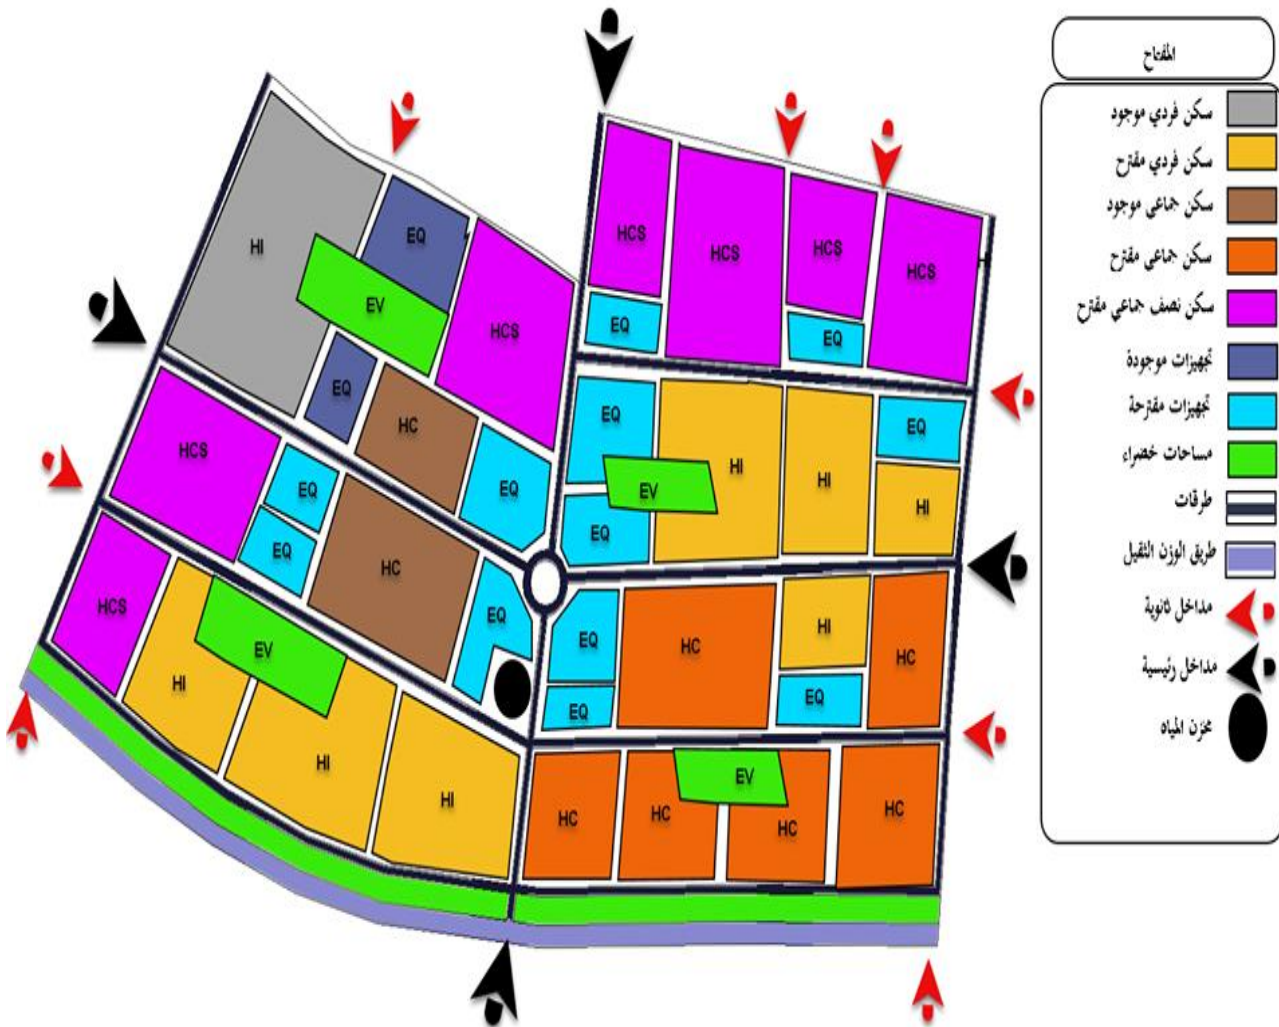 المفتاح
سكن فردي موجود
سكن فردي مقترح
سكن جماعي موجود
سكن جماعي مقترح
سكن نصف جماعي مقترح
تجهيزات موجودة
تجهيزات مقترحة
مساحات خضراء
طرقات
طريق الوزن الثقيل
مداخل ثانوية
مداخل رئيسية
مخزن المياه
HI
EQ
EV
HCS
EQ
HC
EQ
HCS
EQ
EQ
HC
EQ
HCS
HI
EV
HI
HI
HCS
HCS
HCS
HCS
EQ
EQ
EQ
HI
HI
EQ
EV
HI
EQ
EQ
HC
HI
HC
EQ
EQ
HC
HC
EV
HC
HC